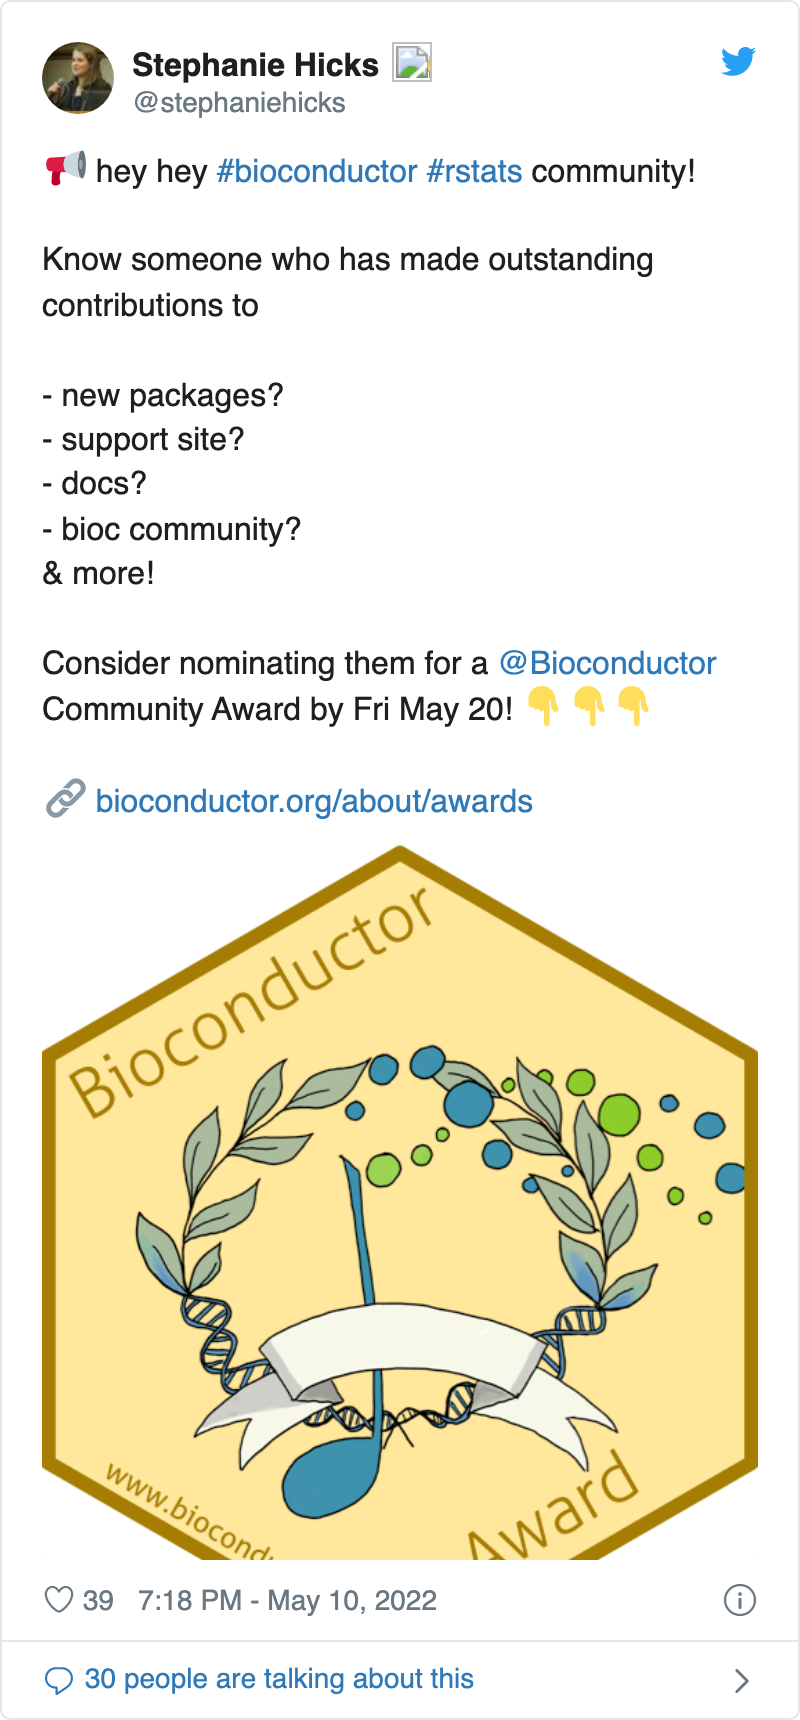 Stephanie Hicks
@stephaniehicks
📢 hey hey #bioconductor #rstats community!
Know someone who has made outstanding
contributions to
- new packages?
- support site?
- docs?
- bioc community?
& more!
Consider nominating them for a @Bioconductor
Community Award by Fri May 20! 👇👇👇
🔗 bioconductor.org/about/awards
Bioconductor
www.biocond
Award
39 7:18 PM - May 10, 2022
30 people are talking about this